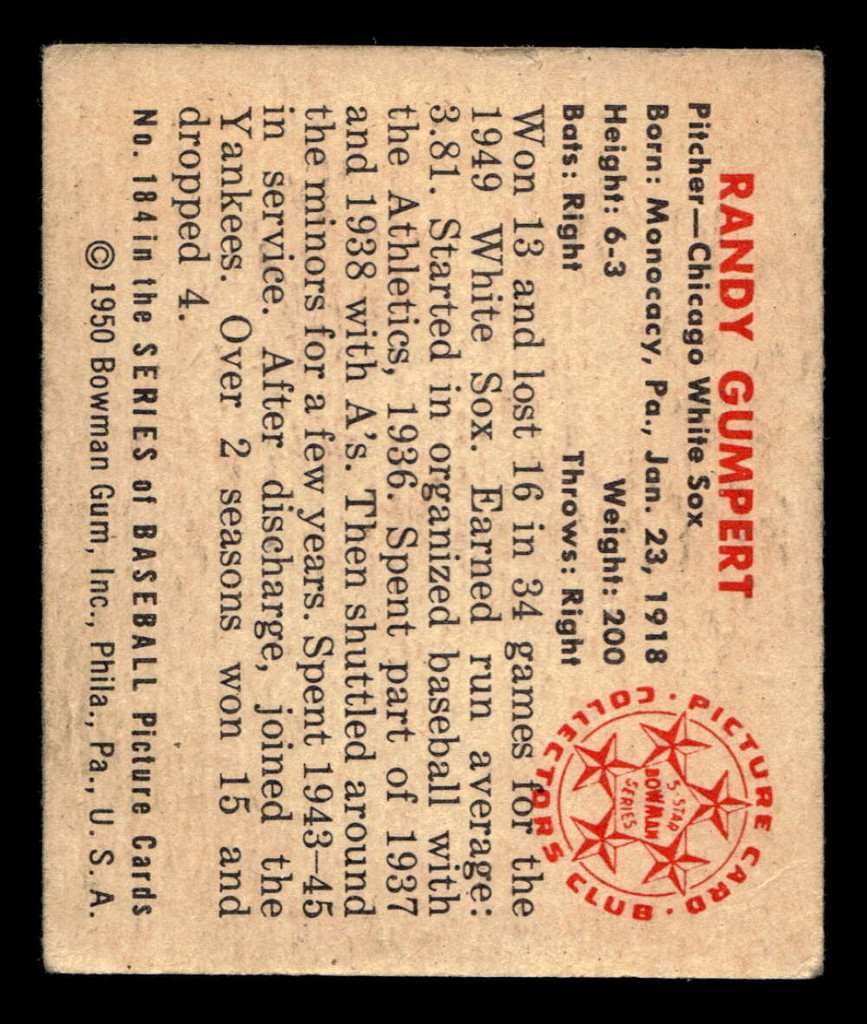 RANDY GUMPERT
Pitcher—Chicago White Sox
Born: Monocacy, Pa., Jan. 23, 1918
Height: 6-3 Weight: 200
Bats: Right Throws: Right
Won 13 and lost 16 in 34 games for the
1949 White Sox. Earned run average:
3.81. Started in organized baseball with
the Athletics, 1936. Spent part of 1937
and 1938 with A's. Then shuttled around
the minors for a few years. Spent 1943-45
in service. After discharge, joined the
Yankees. Over 2 seasons won 15 and
dropped 4.
No. 184 in the SERIES of BASEBALL Picture Cards
© 1950 Bowman Gum, Inc., Phila., Pa., U. S. A.
PICTURE CARD · COLLECTORS CLUB ·
5-STAR
BOWMAN
SERIES